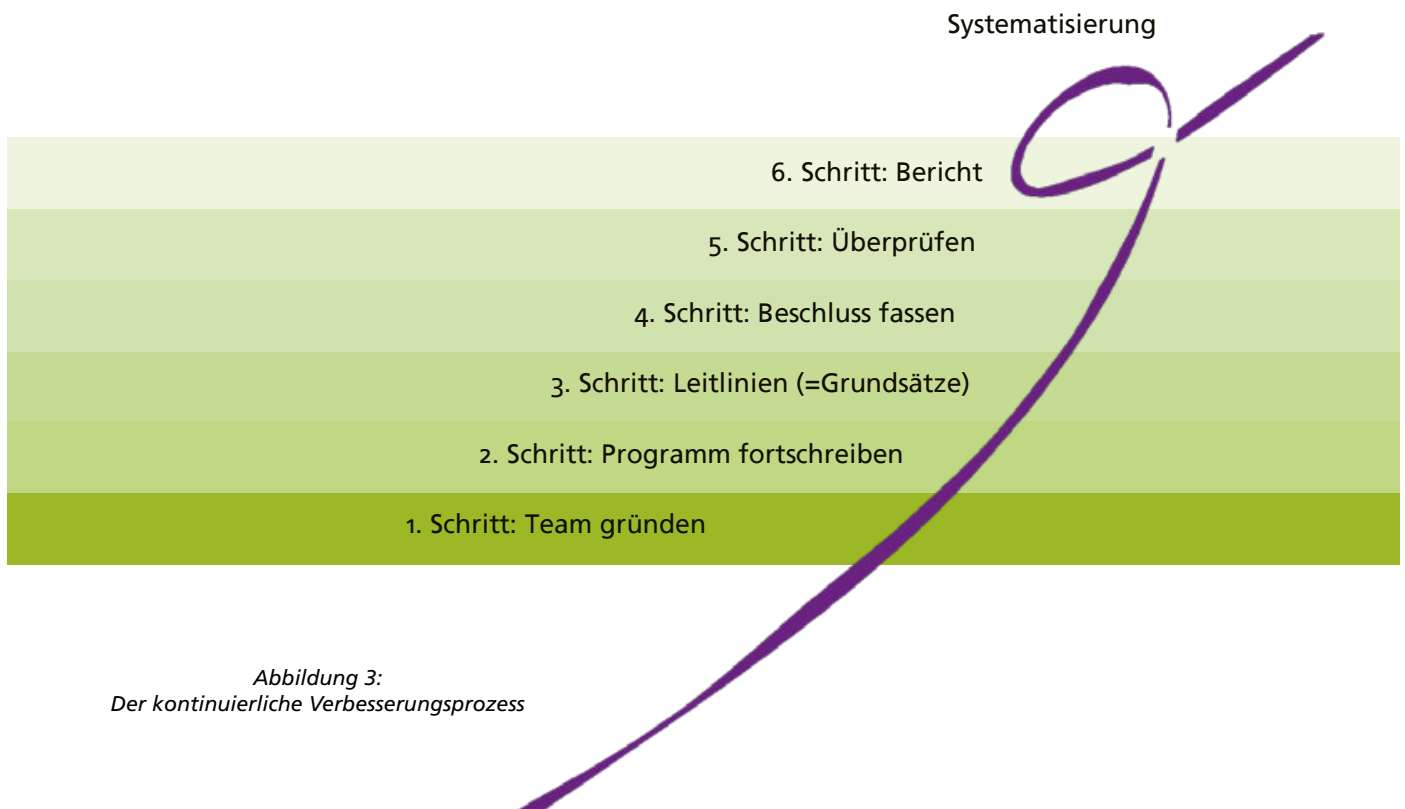 Systematisierung
6. Schritt: Bericht
5. Schritt: Überprüfen
4. Schritt: Beschluss fassen
3. Schritt: Leitlinien (=Grundsätze)
2. Schritt: Programm fortschreiben
1. Schritt: Team gründen
Abbildung 3:
Der kontinuierliche Verbesserungsprozess